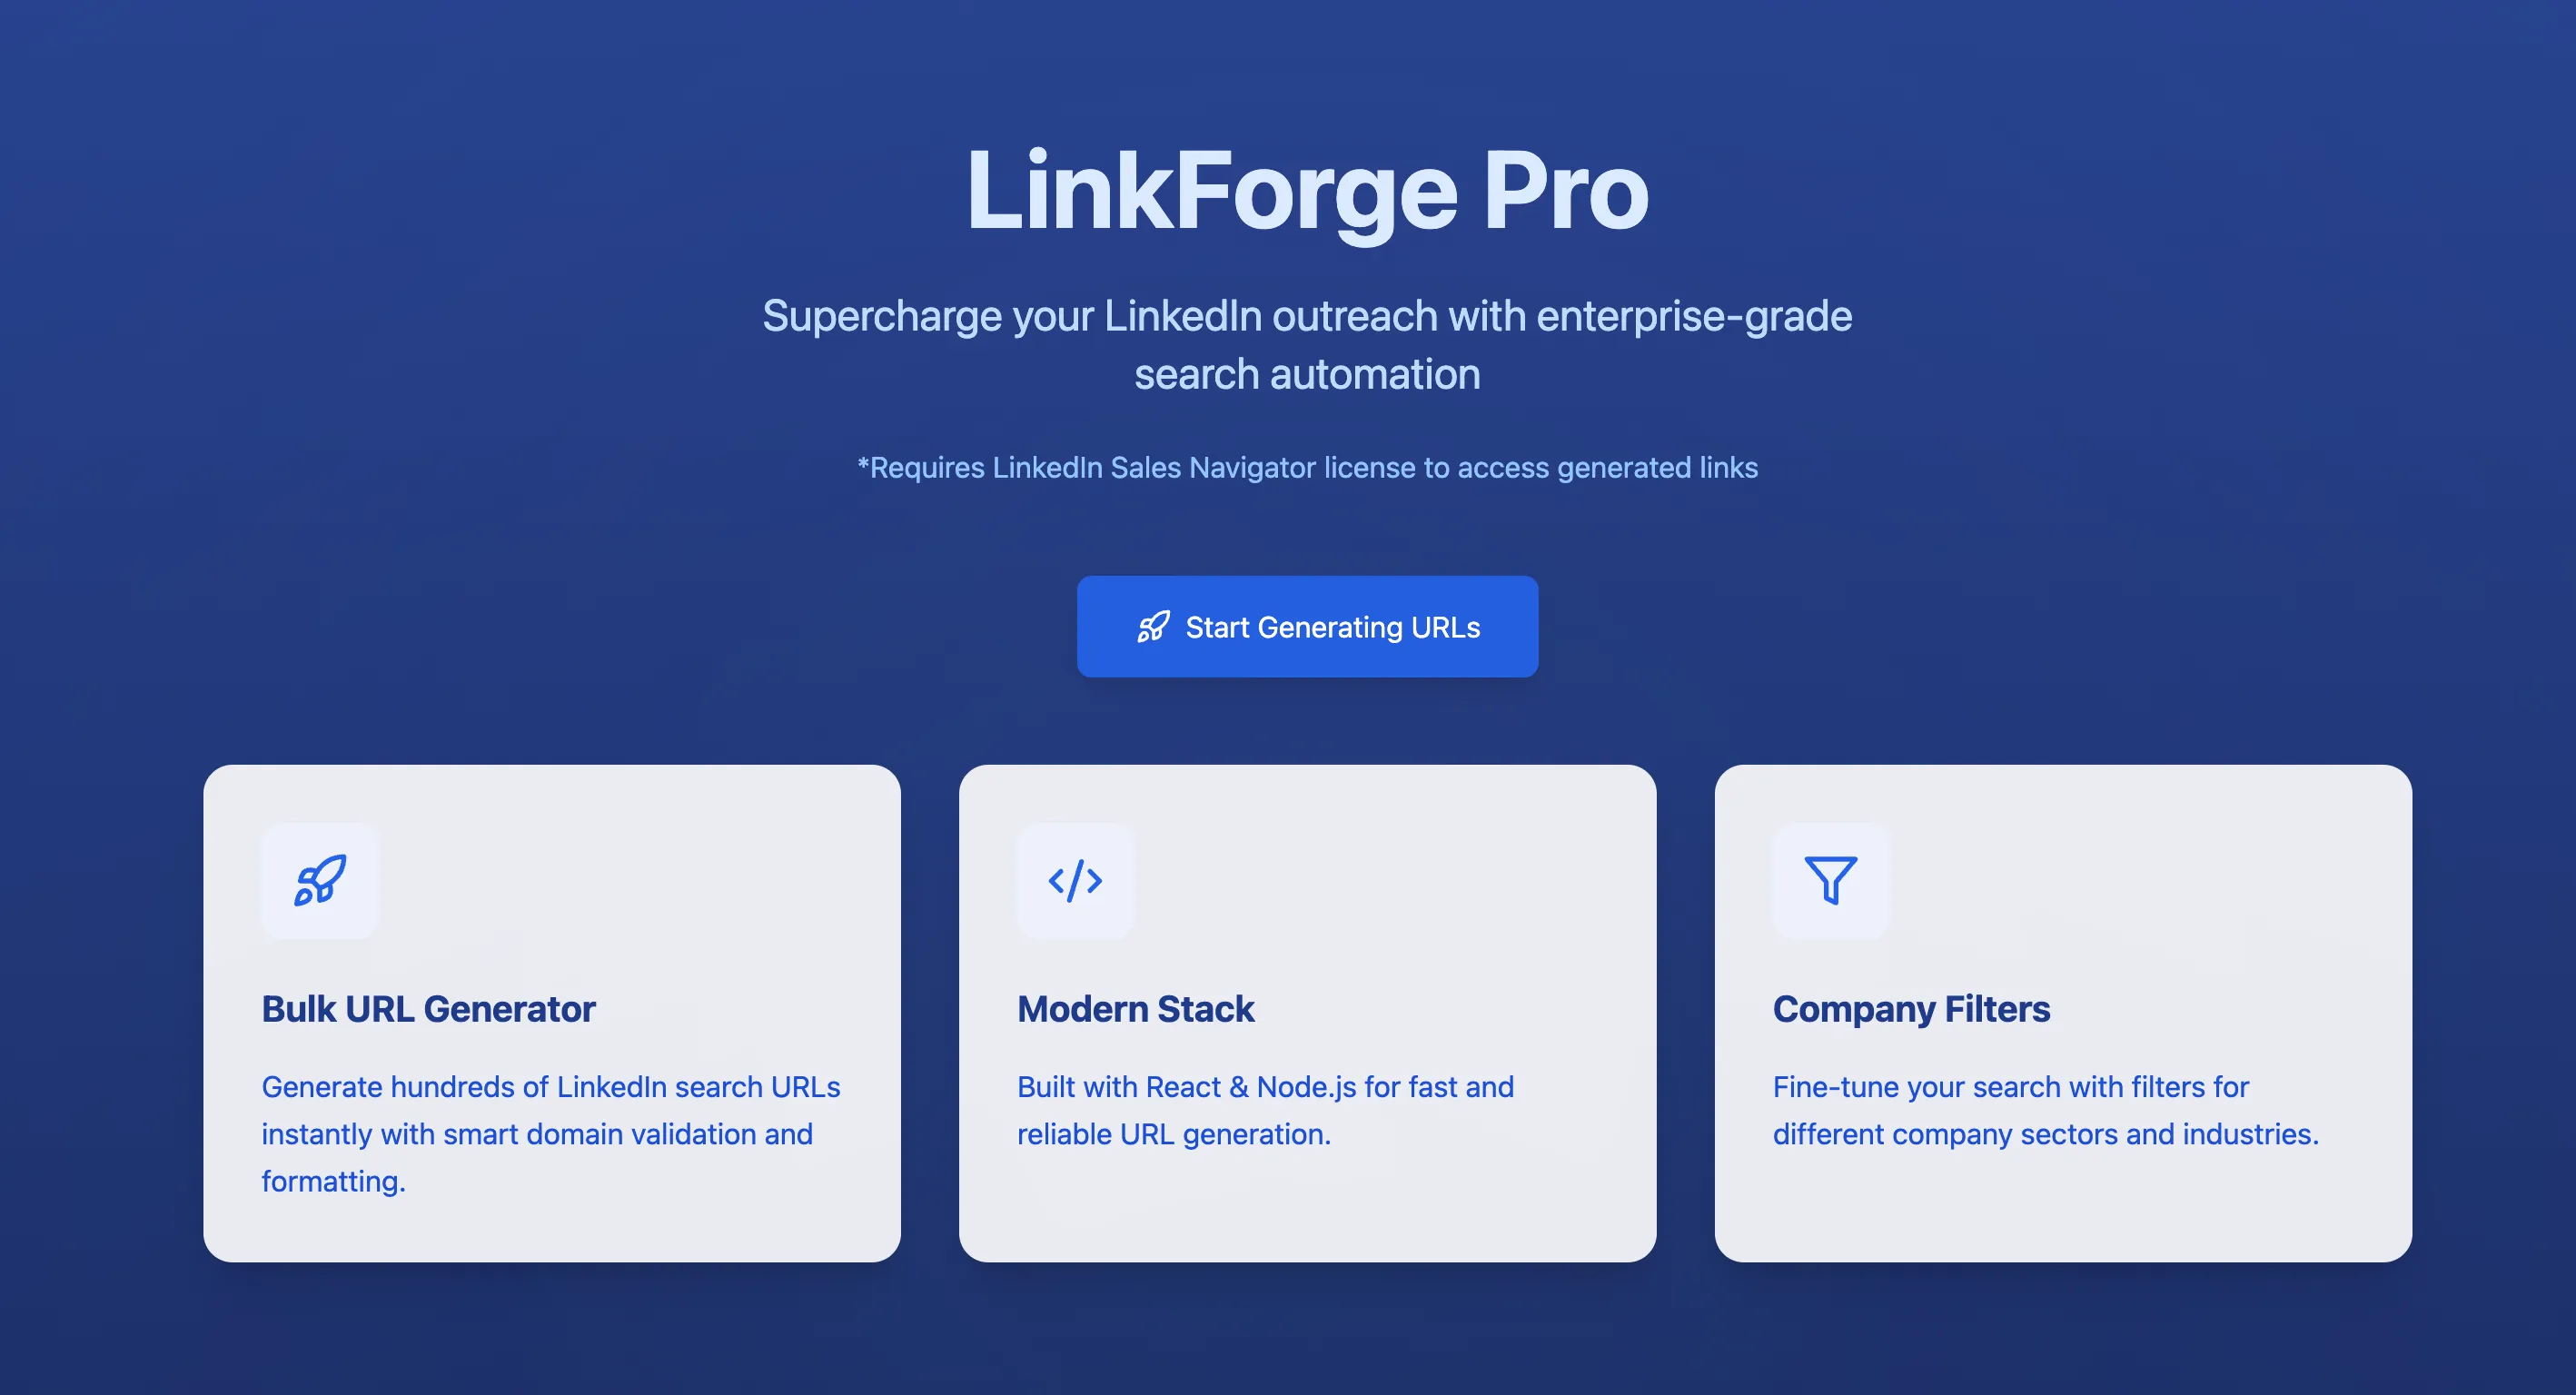 LinkForge Pro
Supercharge your LinkedIn outreach with enterprise-grade
search automation
*Requires LinkedIn Sales Navigator license to access generated links
Start Generating URLs
Bulk URL Generator
Generate hundreds of LinkedIn search URLs
instantly with smart domain validation and
formatting.
Modern Stack
Built with React & Node.js for fast and
reliable URL generation.
Company Filters
Fine-tune your search with filters for
different company sectors and industries.